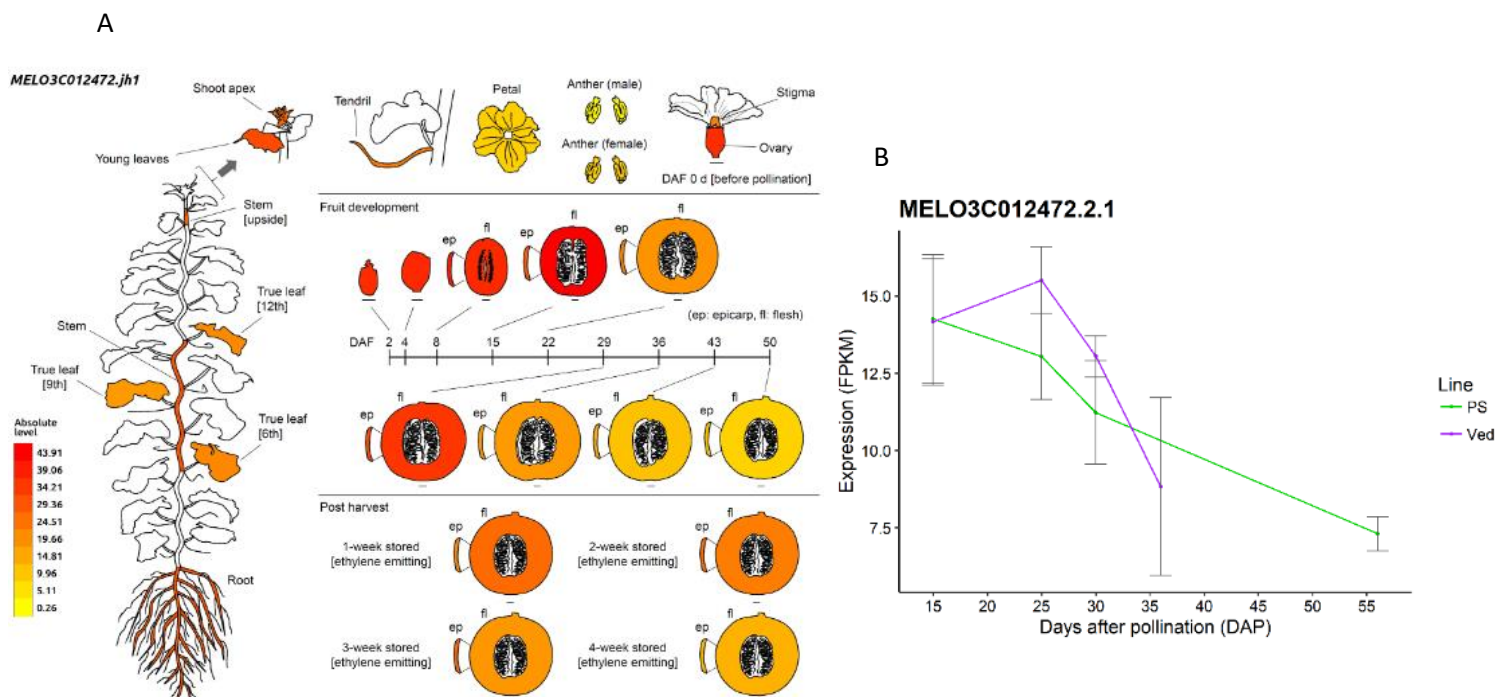 A
MELO3C012472.jh1
Shoot apex
Young leaves
Stem
[upside]
True leaf
[12th]
Stem
True leaf
[9th]
True leaf
[6th]
Absolute
level
43.91
39.06
34.21
29.36
24.51
19.66
14.81
9.96
5.11
0.26
Root
Tendril
Petal
Anther (male)
Anther (female)
Stigma
Ovary
DAF 0 d [before pollination]
Fruit development
ep
fl
ep
fl
ep
fl
(ep: epicarp, fl: flesh)
DAF 2 4 8 15 22 29 36 43 50
ep
fl
ep
fl
ep
fl
ep
fl
Post harvest
1-week stored
[ethylene emitting]
ep
fl
2-week stored
[ethylene emitting]
ep
fl
3-week stored
[ethylene emitting]
ep
fl
4-week stored
[ethylene emitting]
ep
fl
B
MELO3C012472.2.1
Expression (FPKM)
15.0
12.5
10.0
7.5
15 20 25 30 35 40 45 50 55
Days after pollination (DAP)
Line
PS
Ved